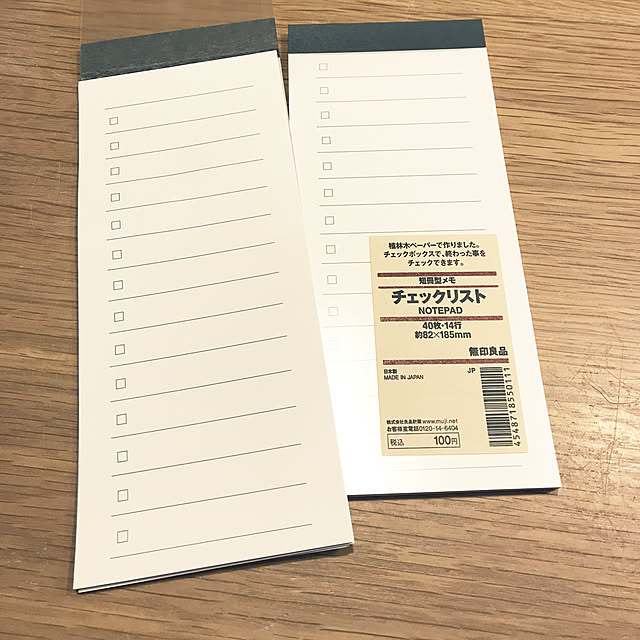 植林木ペーパーで作りました。
チェックボックスで、終わった事を
チェックできます。
短冊型メモ
チェックリスト
NOTEPAD
40枚・14行
約82×185mm
無印良品
日本製
MADE IN JAPAN
JP
株式会社良品計画 www.muji.net
お客様室電話0120-14-6404
税込 100円
4548718550111